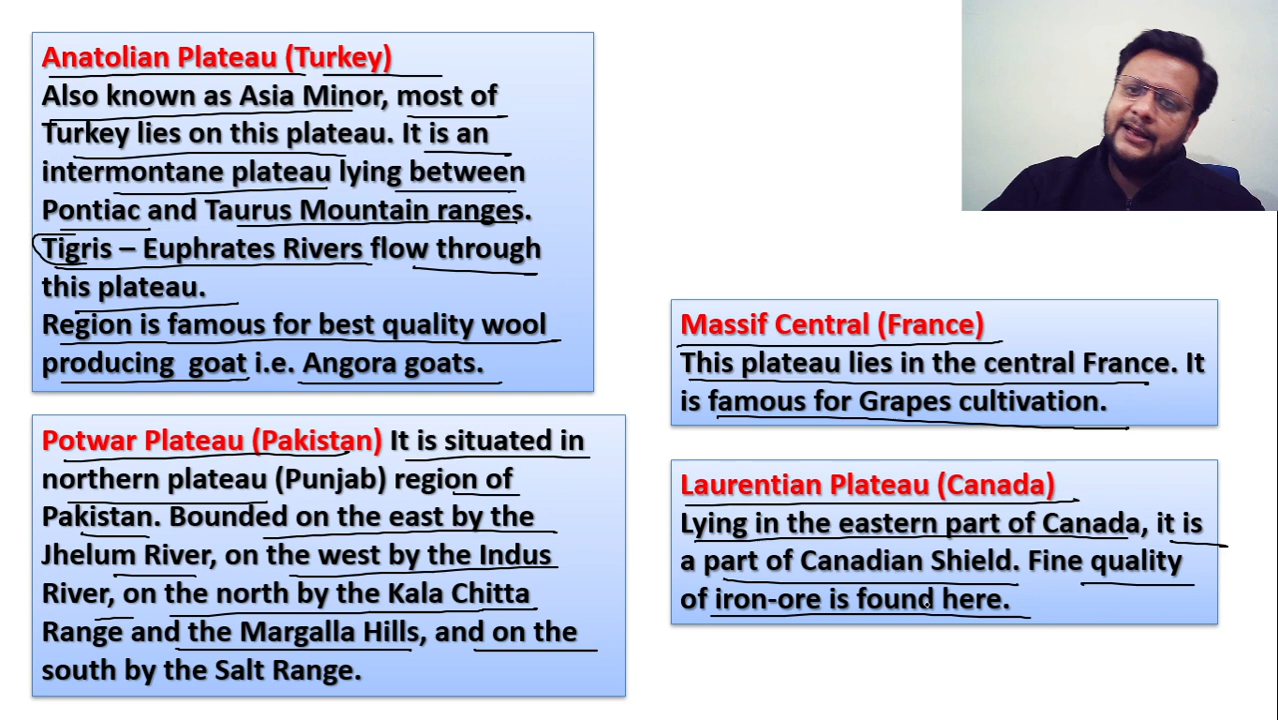 Anatolian Plateau (Turkey)
Also known as Asia Minor, most of
Turkey lies on this plateau. It is an
intermontane plateau lying between
Pontiac and Taurus Mountain ranges.
Tigris – Euphrates Rivers flow through
this plateau.
Region is famous for best quality wool
producing goat i.e. Angora goats.
Potwar Plateau (Pakistan) It is situated in
northern plateau (Punjab) region of
Pakistan. Bounded on the east by the
Jhelum River, on the west by the Indus
River, on the north by the Kala Chitta
Range and the Margalla Hills, and on the
south by the Salt Range.
Massif Central (France)
This plateau lies in the central France. It
is famous for Grapes cultivation.
Laurentian Plateau (Canada)
Lying in the eastern part of Canada, it is
a part of Canadian Shield. Fine quality
of iron-ore is found here.